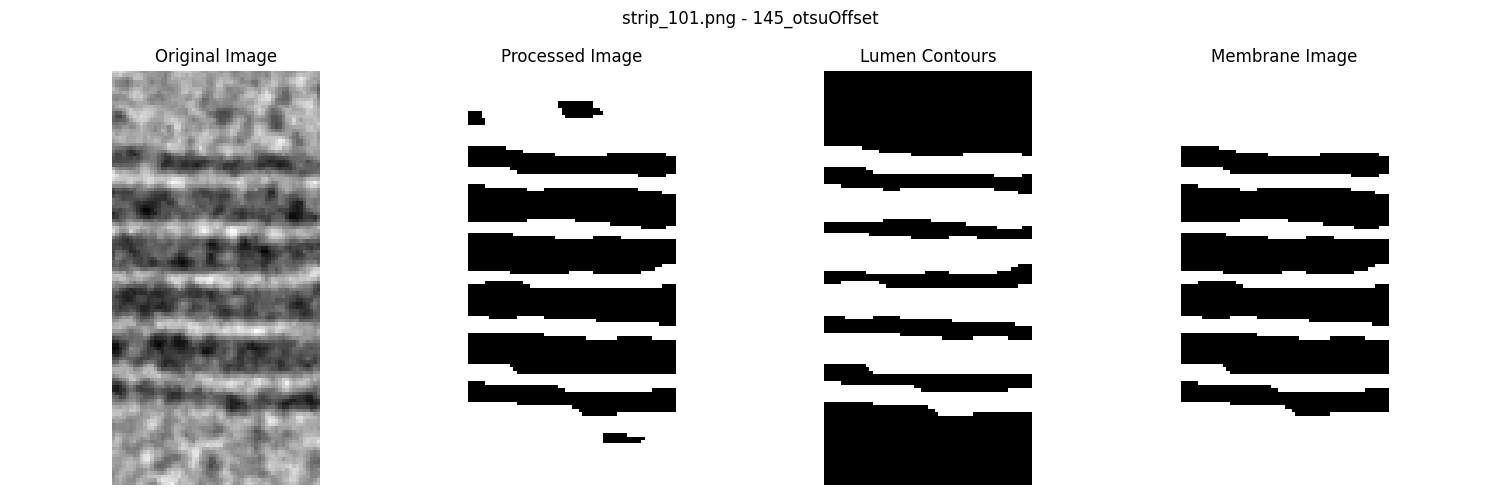 strip_101.png - 145_otsuOffset
Original Image
Processed Image
Lumen Contours
Membrane Image